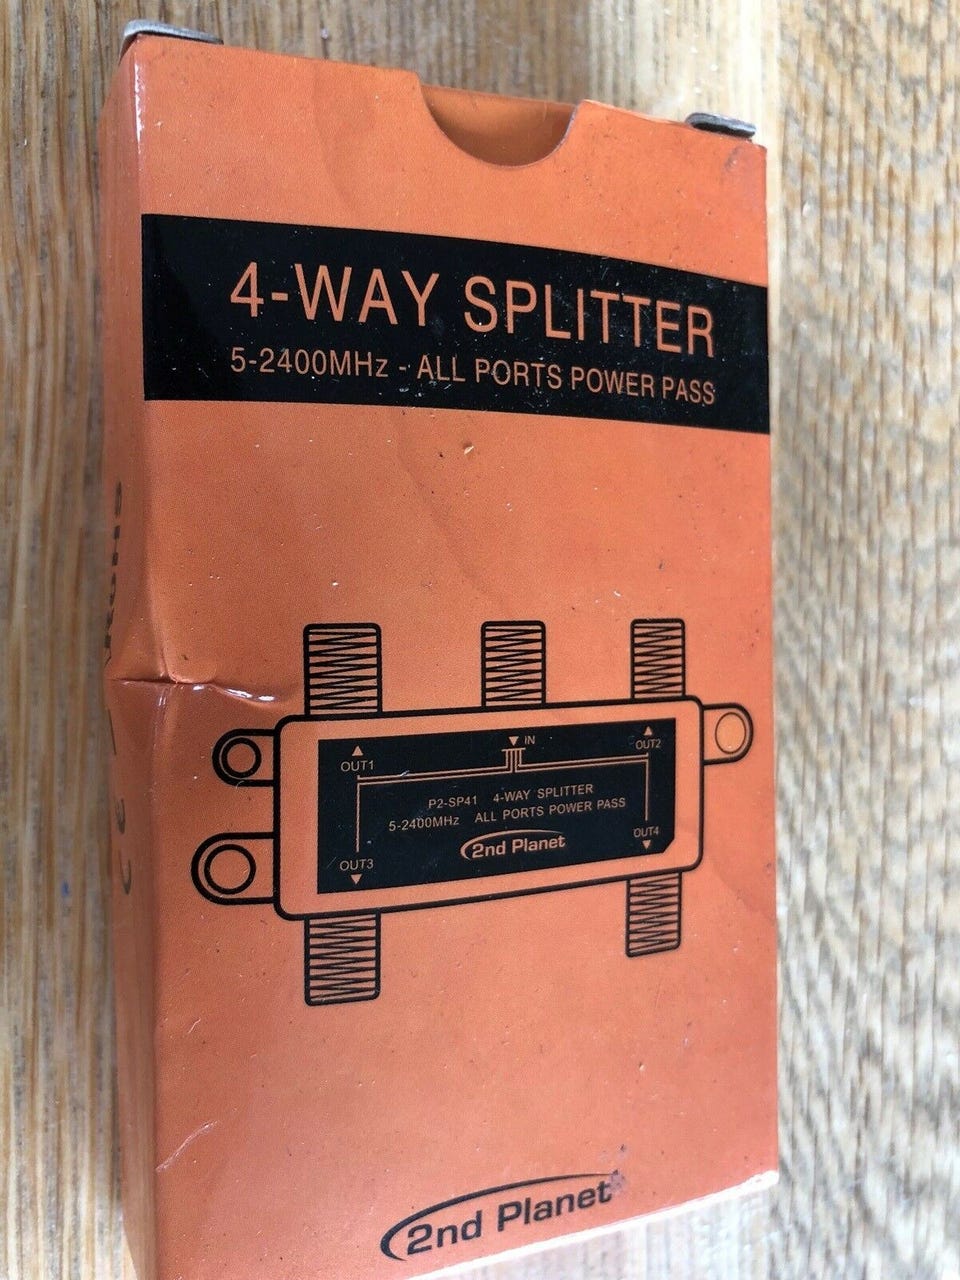 4-WAY SPLITTER
5-2400MHz - ALL PORTS POWER PASS
OUT1
IN
OUT2
P2-SP41 4-WAY SPLITTER
5-2400MHz ALL PORTS POWER PASS
2nd Planet
OUT3
OUT4
2nd Planet